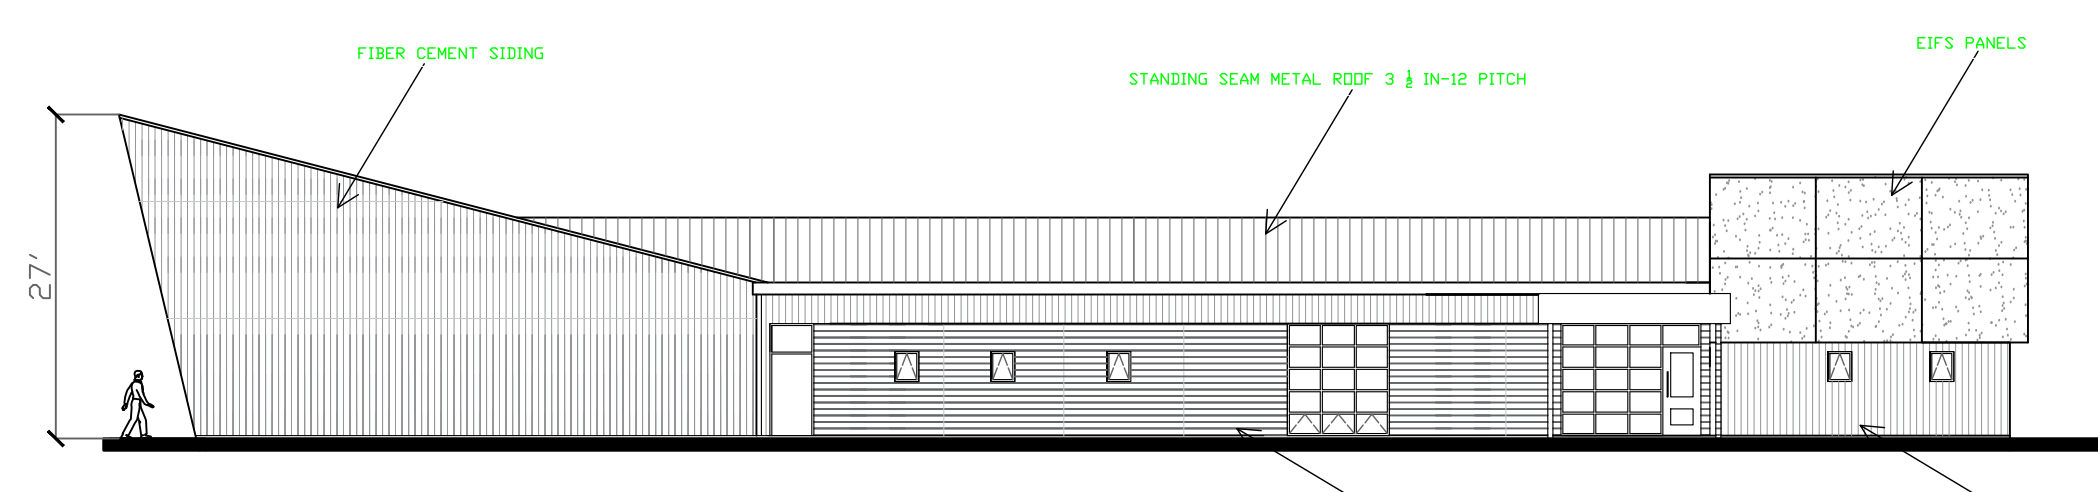 EIFS PANELS
FIBER CEMENT SIDING
STANDING SEAM METAL ROOF 3 ½ IN-12 PITCH
27'